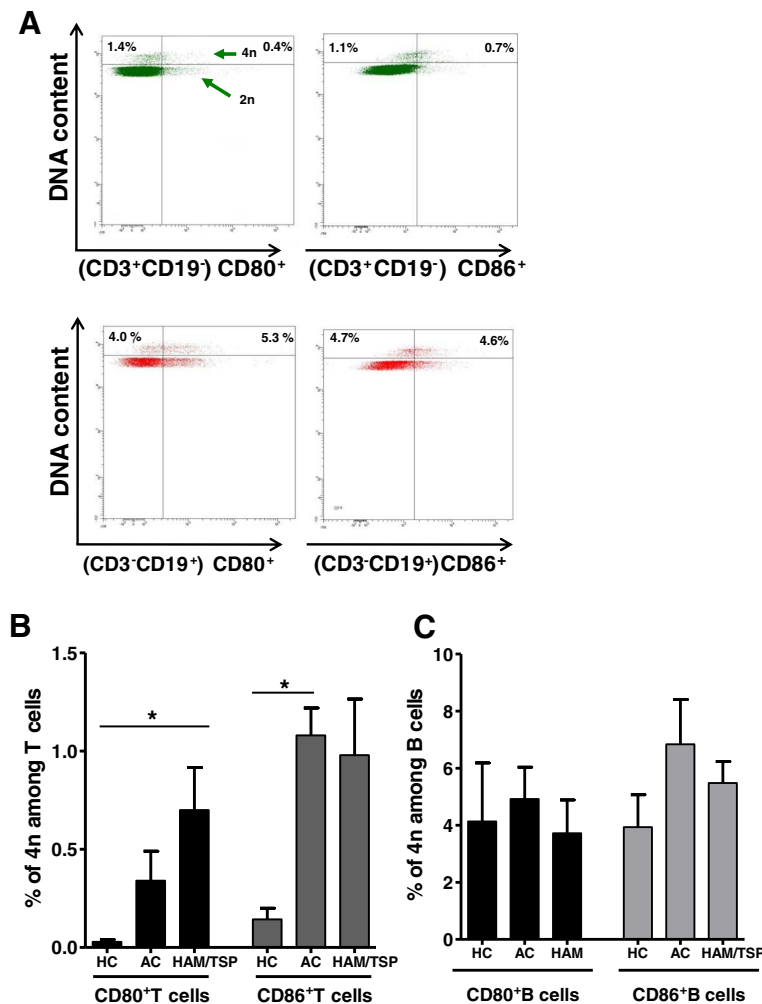 A
DNA content
1.4% 0.4%
4n
2n
(CD3⁺CD19⁻) CD80⁺
1.1% 0.7%
(CD3⁺CD19⁻) CD86⁺
DNA content
4.0 % 5.3 %
(CD3⁻CD19⁺) CD80⁺
4.7% 4.6%
(CD3⁻CD19⁺)CD86⁺
B
% of 4n among T cells
1.5
1.0
0.5
0.0
*
*
HC AC HAM/TSP HC AC HAM/TSP
CD80⁺T cells CD86⁺T cells
C
% of 4n among B cells
10
8
6
4
2
0
HC AC HAM HC AC HAM/TSP
CD80⁺B cells CD86⁺B cells